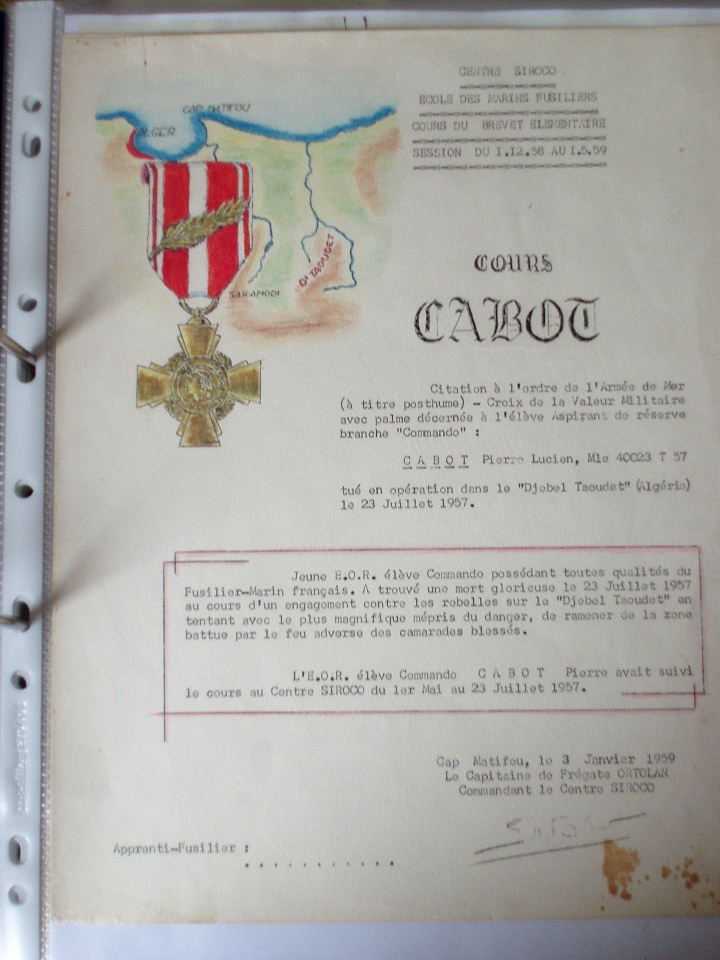 CENTRE SIROCO
ECOLE DES MARINS FUSILIERS
COURS DU BREVET ELEMENTAIRE
SESSION DU I.I2.58 AU I.5.59
CAP MATIFOU
ALGER
SAKAMODI
DJ TAOUDET
COURS
CABOT
Citation à l'ordre de l'Armée de Mer
(à titre posthume) - Croix de la Valeur Militaire
avec palme décernée à l'élève Aspirant de réserve
branche "Commando" :
C A B O T Pierre Lucien, Mle 40023 T 57
tué en opération dans le "Djebel Taoudet" (Algérie)
le 23 Juillet 1957.
Jeune E.O.R. élève Commando possédant toutes qualités du
Fusilier-Marin français. A trouvé une mort glorieuse le 23 Juillet 1957
au cours d'un engagement contre les rebelles sur le "Djebel Taoudet" en
tentant avec le plus magnifique mépris du danger, de ramener de la zone
battue par le feu adverse des camarades blessés.
L'E.O.R. élève Commando C A B O T Pierre avait suivi
le cours au Centre SIROCO du 1er Mai au 23 Juillet 1957.
Cap Matifou, le 3 Janvier 1959
Le Capitaine de Frégate ORTOLAN
Commandant le Centre SIROCO
Apprenti-Fusilier :